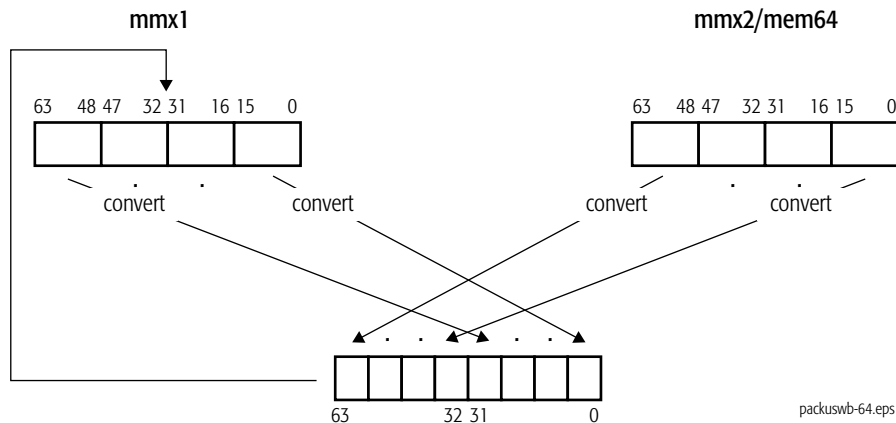 mmx1 mmx2/mem64
63 48 47 32 31 16 15 0 63 48 47 32 31 16 15 0
. . . .
convert convert convert convert
. . . .
63 32 31 0
packuswb-64.eps